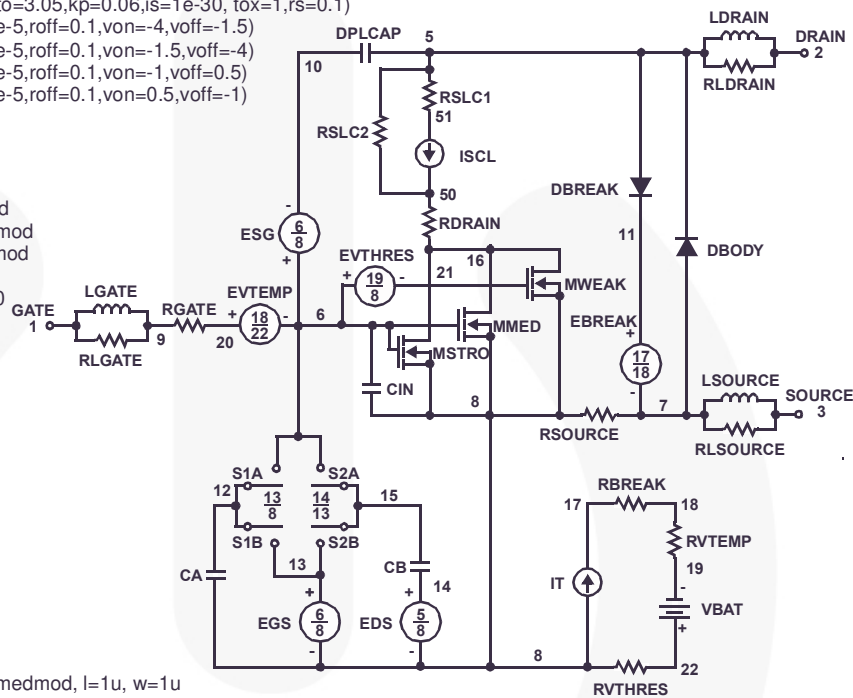 to=3.05,kp=0.06,is=1e-30, tox=1,rs=0.1)
e-5,roff=0.1,von=-4,voff=-1.5)
e-5,roff=0.1,von=-1.5,voff=-4)
e-5,roff=0.1,von=-1,voff=0.5)
e-5,roff=0.1,von=0.5,voff=-1)
d
mod
mod
0
LDRAIN
DPLCAP 5 DRAIN
10 2
RLDRAIN
RSLC1
51
RSLC2
ISCL
50
DBREAK
RDRAIN
-
ESG 6 8
+
11 DBODY
EVTHRES 16
+ 19 8 - 21
MWEAK
LGATE EVTEMP
GATE RGATE + 18 22 - 6
1 9 20
RLGATE
MMED
EBREAK
+
17 18
-
MSTRO
CIN
8 7
LSOURCE
SOURCE
3
RSOURCE
RLSOURCE
S1A S2A
12 13 8 14 13 15
S1B S2B
13
CA CB
14
+ +
EGS 6 8 EDS 5 8
- -
RBREAK
17 18
RVTEMP
19
IT -
VBAT
+
8 22
RVTHRES
medmod, l=1u, w=1u